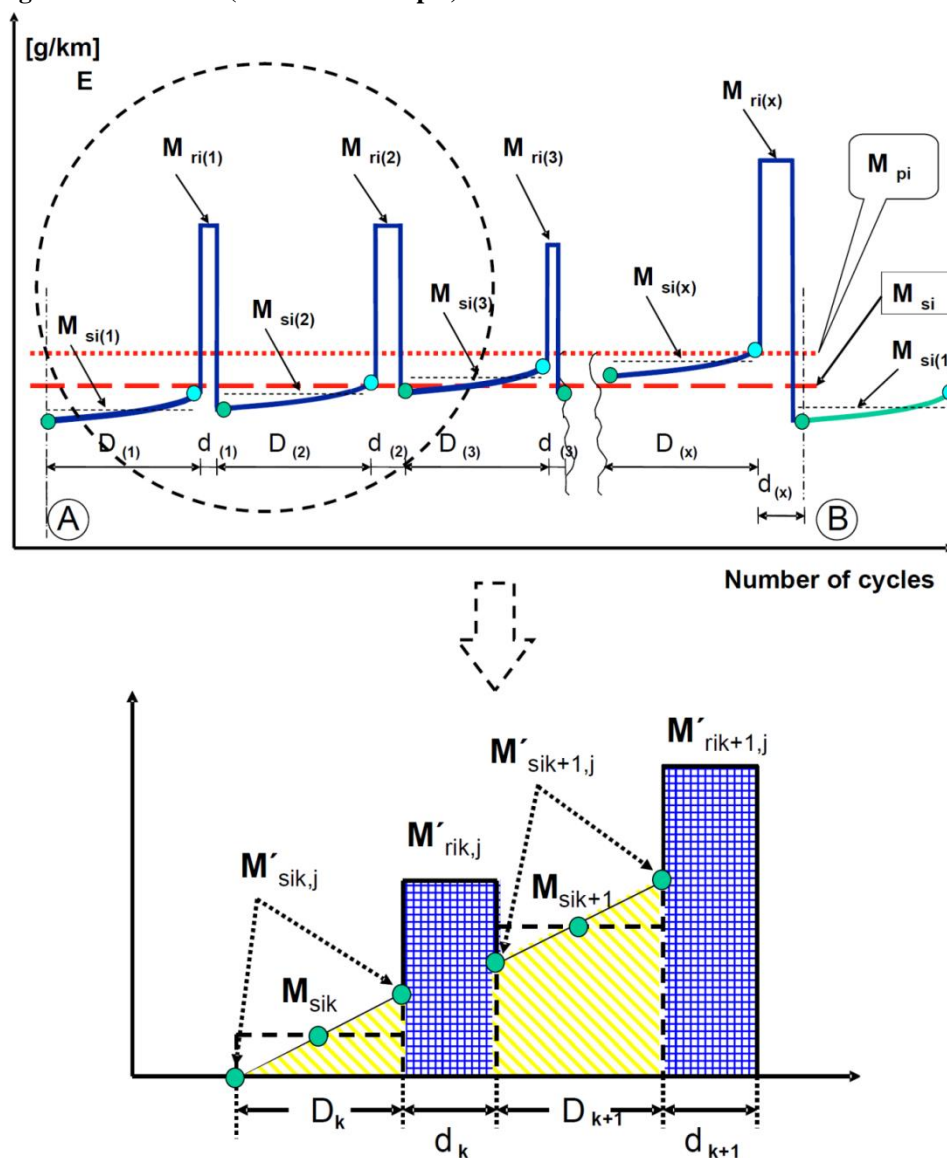 [g/km]
E
M ri(1)
M ri(2)
M ri(3)
M ri(x)
M pi
M si(1)
M si(2)
M si(3)
M si(x)
M si
M si(1
D (1)
d (1)
D (2)
d (2)
D (3)
d (3)
D (x)
d (x)
A
B
Number of cycles
M´sik,j
M´rik,j
M´sik+1,j
M´rik+1,j
M sik
M sik+1
D k
d k
D k+1
d k+1